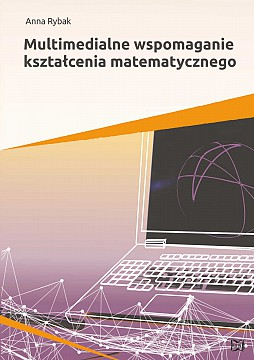 Anna Rybak
Multimedialne wspomaganie
kształcenia matematycznego